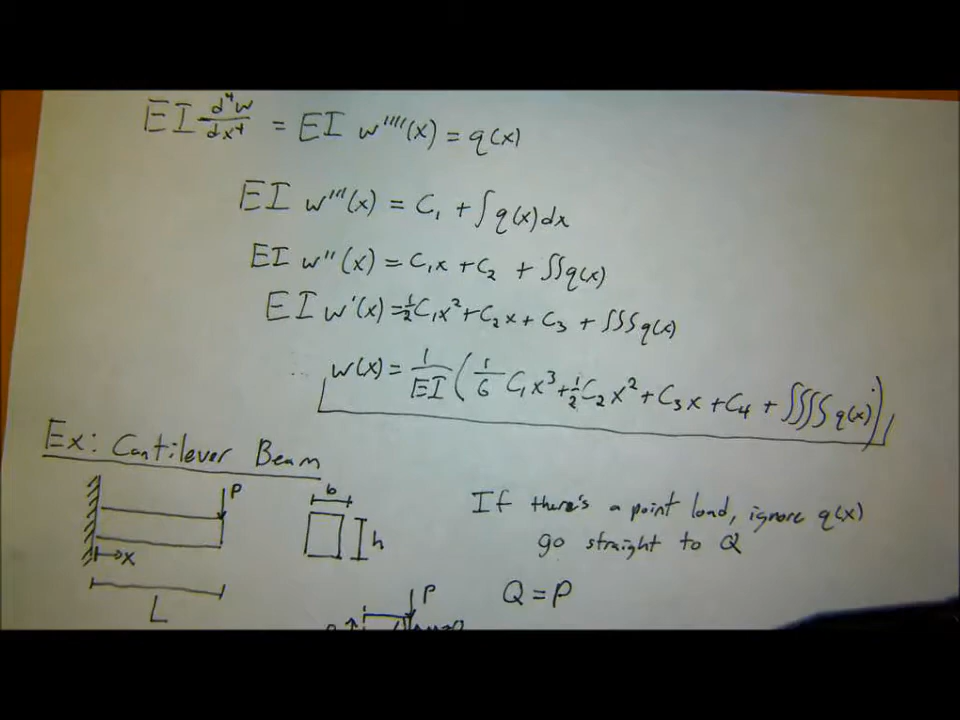 EI d⁴w/dx⁴ = EI w''''(x) = q(x)
EI w'''(x) = C₁ + ∫q(x)dx
EI w''(x) = C₁x + C₂ + ∫∫q(x)
EI w'(x) = ½C₁x² + C₂x + C₃ + ∫∫∫q(x)
∴ w(x) = 1/EI (1/6 C₁x³ + ½C₂x² + C₃x + C₄ + ∫∫∫∫q(x))
Ex: Cantilever Beam
P
b
h
x
L
If there's a point load, ignore q(x)
go straight to Q
Q = P
P